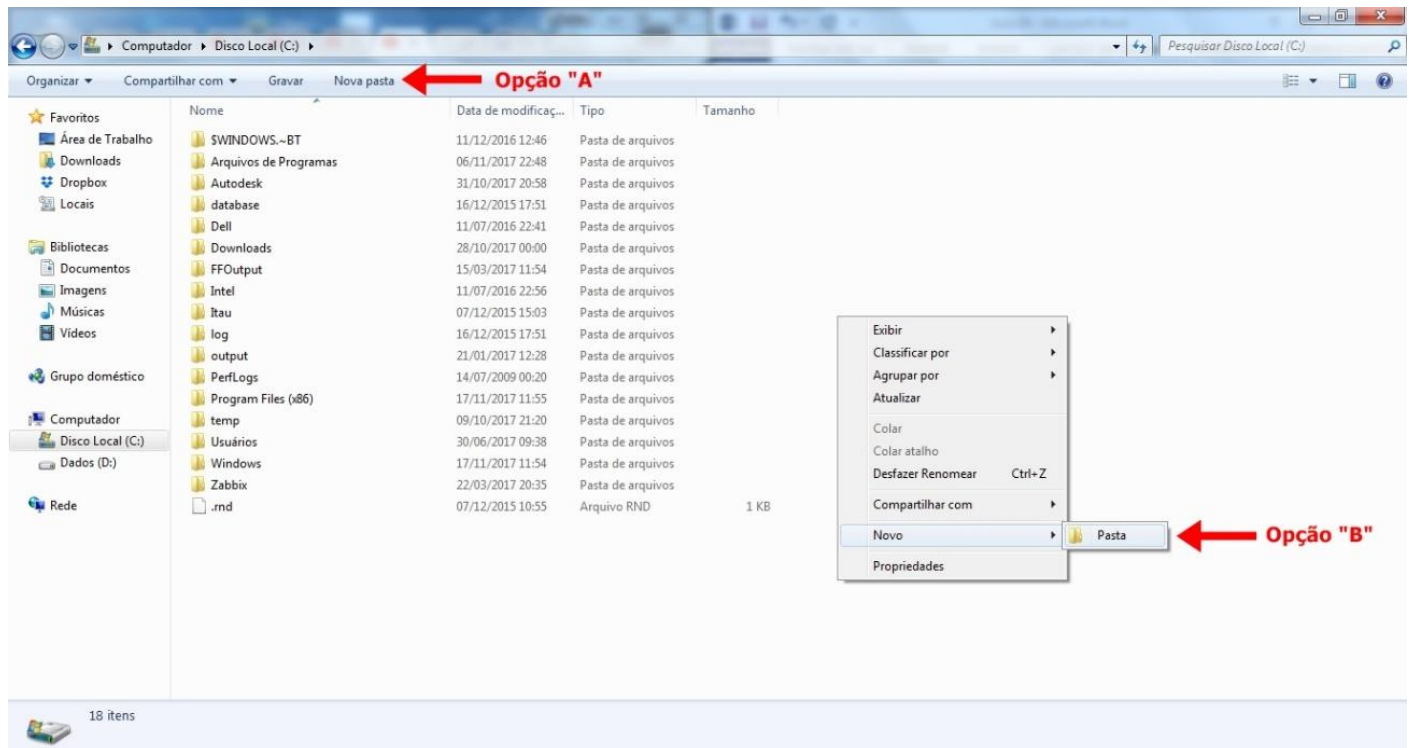 Computador Disco Local (C:)
Pesquisar Disco Local (C:)
Organizar Compartilhar com Gravar Nova pasta Opção "A"
Favoritos
Área de Trabalho
Downloads
Dropbox
Locais
Bibliotecas
Documentos
Imagens
Músicas
Vídeos
Grupo doméstico
Computador
Disco Local (C:)
Dados (D:)
Rede
Nome Data de modificaç... Tipo Tamanho
$WINDOWS.~BT 11/12/2016 12:46 Pasta de arquivos
Arquivos de Programas 06/11/2017 22:48 Pasta de arquivos
Autodesk 31/10/2017 20:58 Pasta de arquivos
database 16/12/2015 17:51 Pasta de arquivos
Dell 11/07/2016 22:41 Pasta de arquivos
Downloads 28/10/2017 00:00 Pasta de arquivos
FFOutput 15/03/2017 11:54 Pasta de arquivos
Intel 11/07/2016 22:56 Pasta de arquivos
Itau 07/12/2015 15:03 Pasta de arquivos
log 16/12/2015 17:51 Pasta de arquivos
output 21/01/2017 12:28 Pasta de arquivos
PerfLogs 14/07/2009 00:20 Pasta de arquivos
Program Files (x86) 17/11/2017 11:55 Pasta de arquivos
temp 09/10/2017 21:20 Pasta de arquivos
Usuários 30/06/2017 09:38 Pasta de arquivos
Windows 17/11/2017 11:54 Pasta de arquivos
Zabbix 22/03/2017 20:35 Pasta de arquivos
.rnd 07/12/2015 10:55 Arquivo RND 1 KB
Exibir
Classificar por
Agrupar por
Atualizar
Colar
Colar atalho
Desfazer Renomear Ctrl+Z
Compartilhar com
Novo Pasta Opção "B"
Propriedades
18 itens